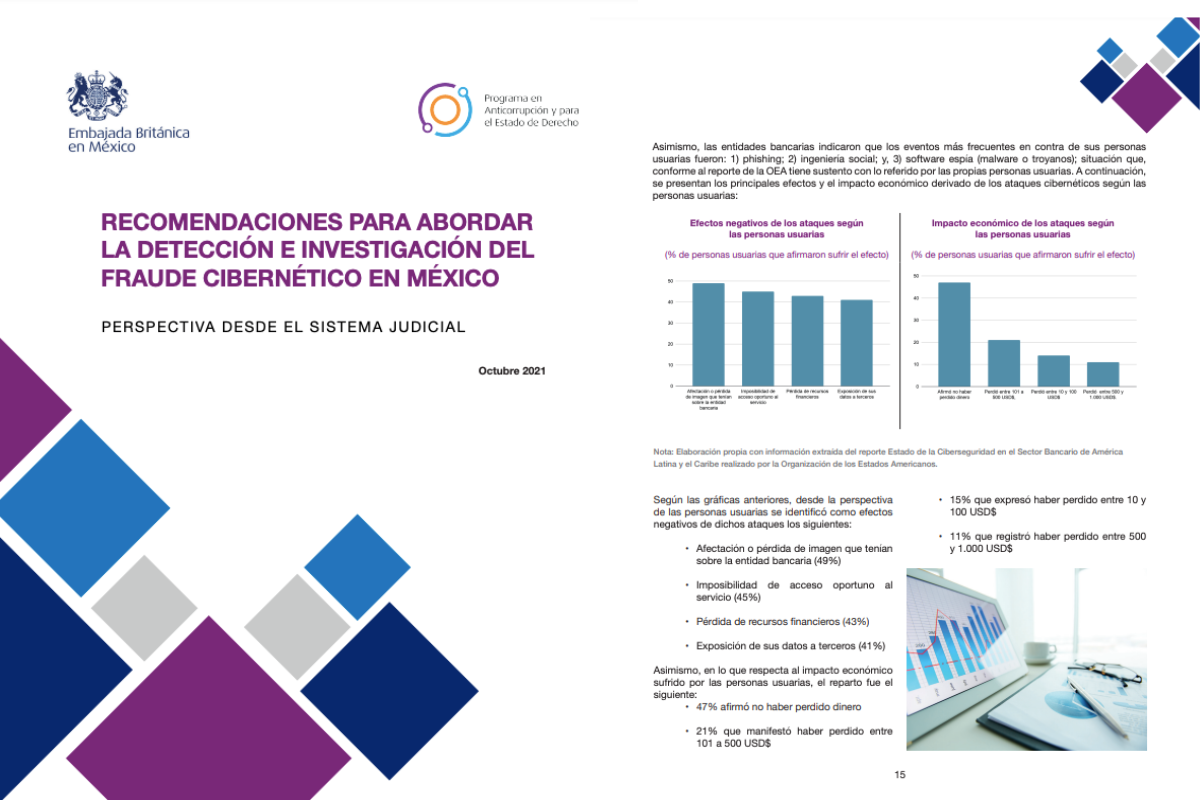 Embajada Británica
en México
Programa en
Anticorrupción y para
el Estado de Derecho
RECOMENDACIONES PARA ABORDAR
LA DETECCIÓN E INVESTIGACIÓN DEL
FRAUDE CIBERNÉTICO EN MÉXICO
PERSPECTIVA DESDE EL SISTEMA JUDICIAL
Octubre 2021
Asimismo, las entidades bancarias indicaron que los eventos más frecuentes en contra de sus personas
usuarias fueron: 1) phishing; 2) ingeniería social; y, 3) software espía (malware o troyanos); situación que,
conforme al reporte de la OEA tiene sustento con lo referido por las propias personas usuarias. A continuación,
se presentan los principales efectos y el impacto económico derivado de los ataques cibernéticos según las
personas usuarias:
Efectos negativos de los ataques según
las personas usuarias
(% de personas usuarias que afirmaron sufrir el efecto)
50
40
30
20
10
0
Afectación o pérdida
de imagen que tenían
sobre la entidad
bancaria
Imposibilidad de
acceso oportuno al
servicio
Pérdida de recursos
financieros
Exposición de sus
datos a terceros
Impacto económico de los ataques según
las personas usuarias
(% de personas usuarias que afirmaron sufrir el efecto)
50
40
30
20
10
0
Afirmó no haber
perdido dinero
Perdió entre 101 a
500 USD$
Perdió entre 10 y 100
USD$
Perdió entre 500 y
1.000 USD$
Nota: Elaboración propia con información extraída del reporte Estado de la Ciberseguridad en el Sector Bancario de América
Latina y el Caribe realizado por la Organización de los Estados Americanos.
Según las gráficas anteriores, desde la perspectiva
de las personas usuarias se identificó como efectos
negativos de dichos ataques los siguientes:
• Afectación o pérdida de imagen que tenían
sobre la entidad bancaria (49%)
• Imposibilidad de acceso oportuno al
servicio (45%)
• Pérdida de recursos financieros (43%)
• Exposición de sus datos a terceros (41%)
Asimismo, en lo que respecta al impacto económico
sufrido por las personas usuarias, el reparto fue el
siguiente:
• 47% afirmó no haber perdido dinero
• 21% que manifestó haber perdido entre
101 a 500 USD$
• 15% que expresó haber perdido entre 10 y
100 USD$
• 11% que registró haber perdido entre 500
y 1.000 USD$
15